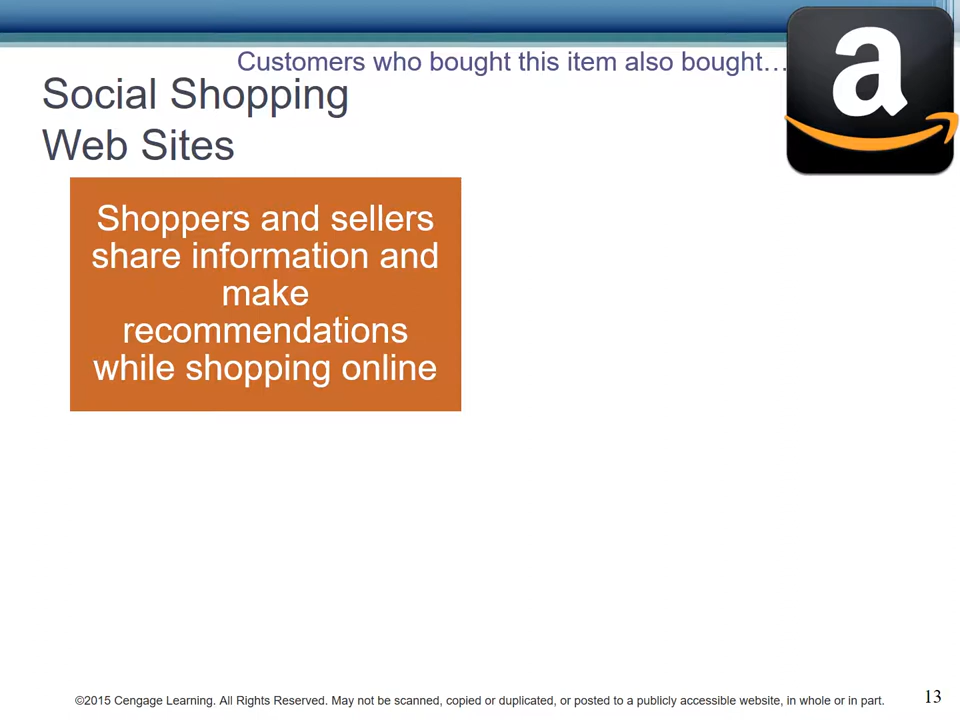 Customers who bought this item also bought…
Social Shopping
Web Sites
a
Shoppers and sellers
share information and
make
recommendations
while shopping online
©2015 Cengage Learning. All Rights Reserved. May not be scanned, copied or duplicated, or posted to a publicly accessible website, in whole or in part.
13